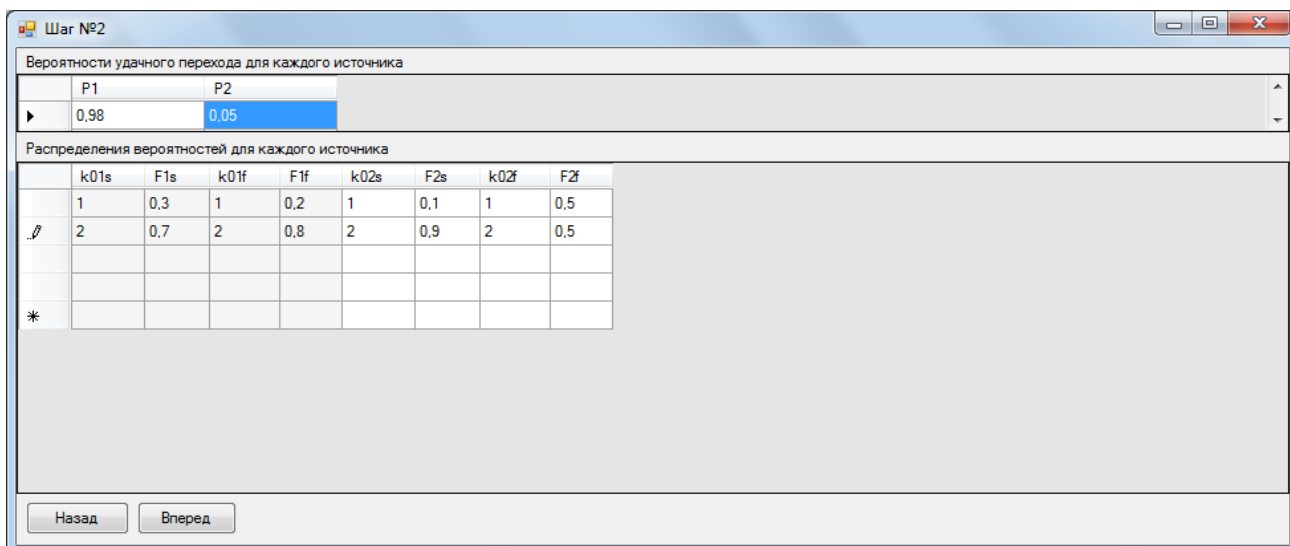 Шаг №2
Вероятности удачного перехода для каждого источника
P1 P2
0,98 0,05
Распределения вероятностей для каждого источника
k01s F1s k01f F1f k02s F2s k02f F2f
1 0,3 1 0,2 1 0,1 1 0,5
2 0,7 2 0,8 2 0,9 2 0,5
Назад Вперед